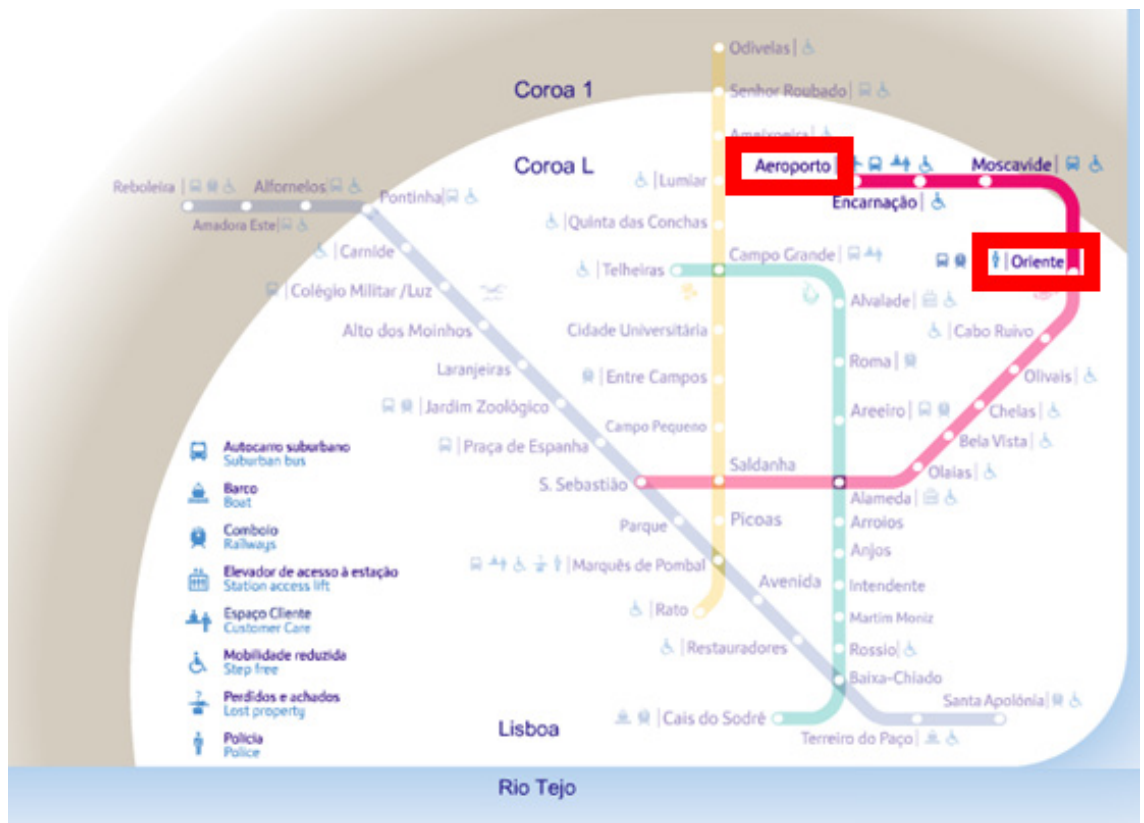 Odivelas
Coroa 1
Senhor Roubado
Ameixoeira
Coroa L
Aeroporto
Moscavide
Reboleira
Alfornelos
Pontinha
Lumiar
Encarnação
Amadora Este
Quinta das Conchas
Carnide
Campo Grande
Oriente
Telheiras
Colégio Militar /Luz
Alvalade
Alto dos Moinhos
Cidade Universitária
Cabo Ruivo
Laranjeiras
Roma
Entre Campos
Olivais
Jardim Zoológico
Areeiro
Chelas
Campo Pequeno
Praça de Espanha
Bela Vista
Saldanha
Olaias
S. Sebastião
Alameda
Parque
Picoas
Arroios
Anjos
Marquês de Pombal
Avenida
Intendente
Rato
Martim Moniz
Restauradores
Rossio
Baixa-Chiado
Santa Apolónia
Cais do Sodré
Terreiro do Paço
Autocarro suburbano
Suburban bus
Barco
Boat
Comboio
Railways
Elevador de acesso à estação
Station access lift
Espaço Cliente
Customer Care
Mobilidade reduzida
Step free
Perdidos e achados
Lost property
Polícia
Police
Lisboa
Rio Tejo